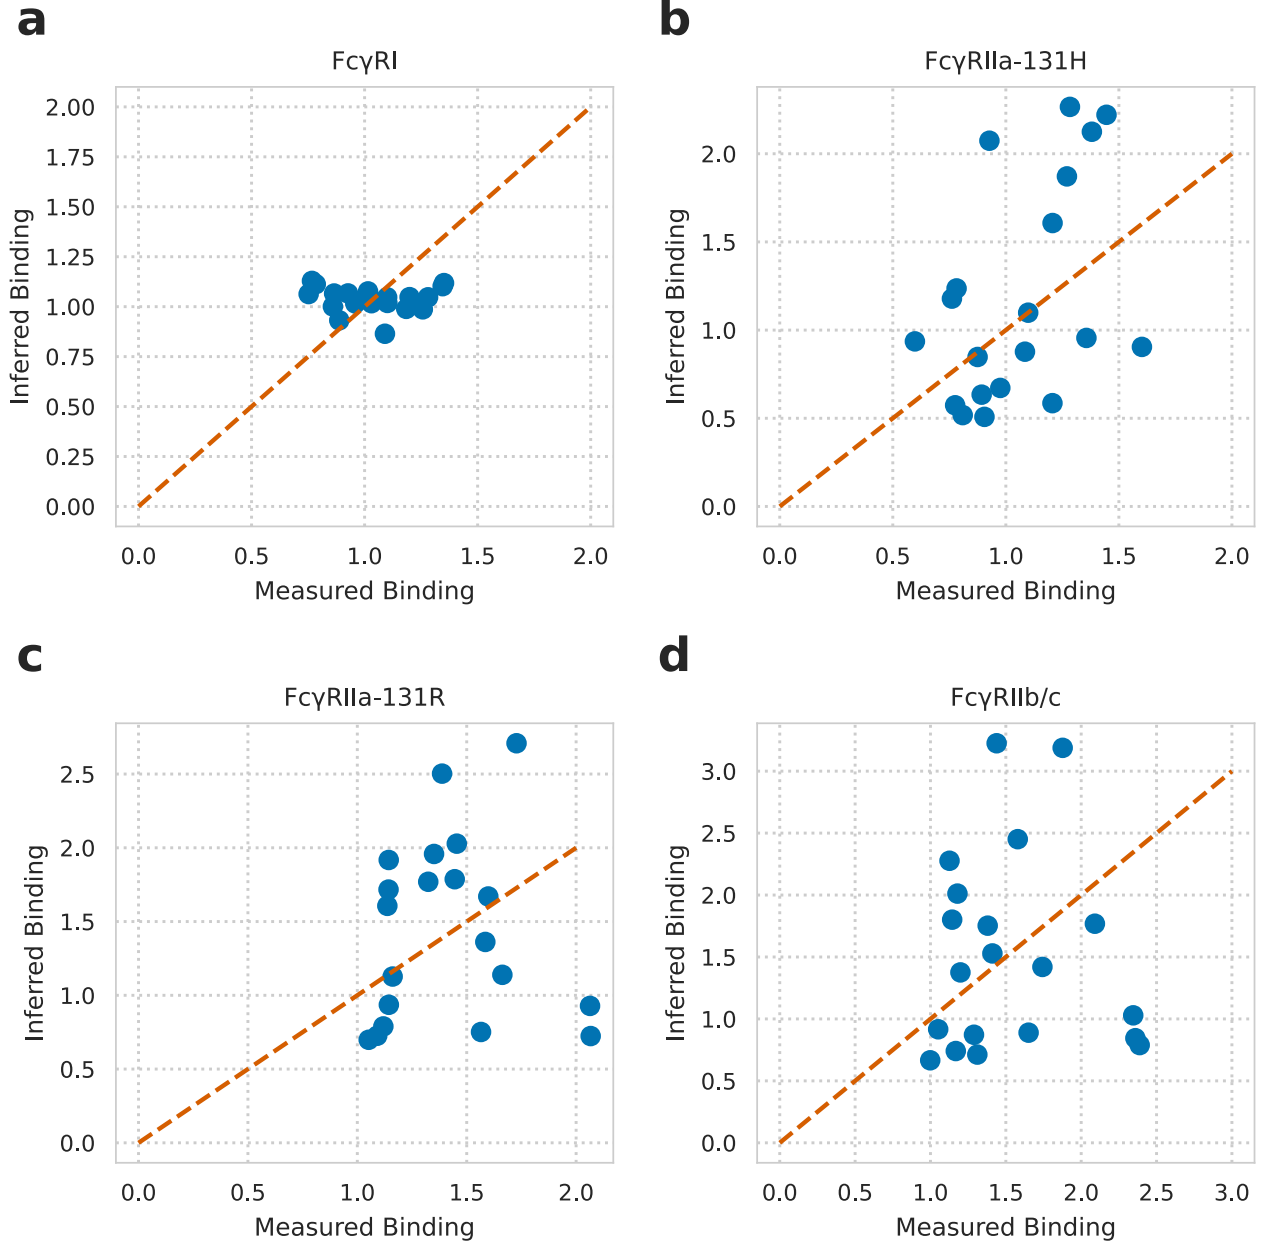 a
FcγRI
Inferred Binding
2.00
1.75
1.50
1.25
1.00
0.75
0.50
0.25
0.00
0.0 0.5 1.0 1.5 2.0
Measured Binding
b
FcγRIIa-131H
Inferred Binding
2.0
1.5
1.0
0.5
0.0
0.0 0.5 1.0 1.5 2.0
Measured Binding
c
FcγRIIa-131R
Inferred Binding
2.5
2.0
1.5
1.0
0.5
0.0
0.0 0.5 1.0 1.5 2.0
Measured Binding
d
FcγRIIb/c
Inferred Binding
3.0
2.5
2.0
1.5
1.0
0.5
0.0
0.0 0.5 1.0 1.5 2.0 2.5 3.0
Measured Binding